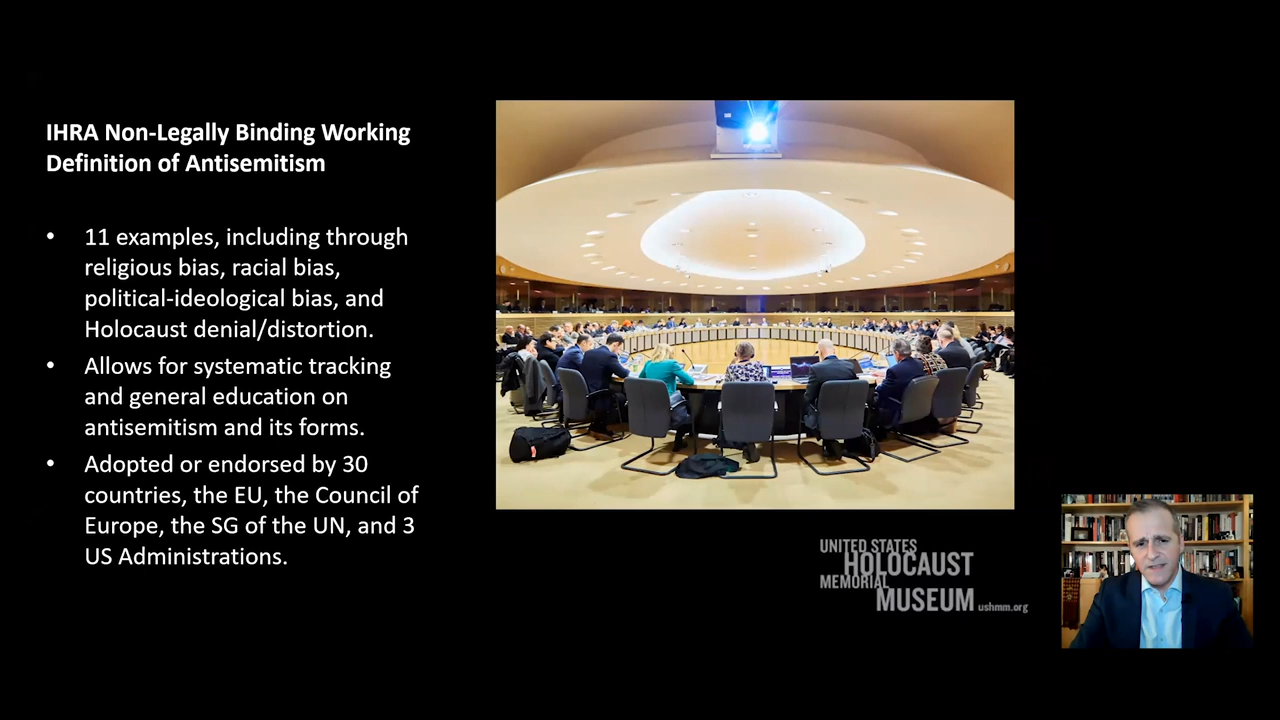 IHRA Non-Legally Binding Working
Definition of Antisemitism
• 11 examples, including through
religious bias, racial bias,
political-ideological bias, and
Holocaust denial/distortion.
• Allows for systematic tracking
and general education on
antisemitism and its forms.
• Adopted or endorsed by 30
countries, the EU, the Council of
Europe, the SG of the UN, and 3
US Administrations.
UNITED STATES
HOLOCAUST
MEMORIAL
MUSEUM ushmm.org